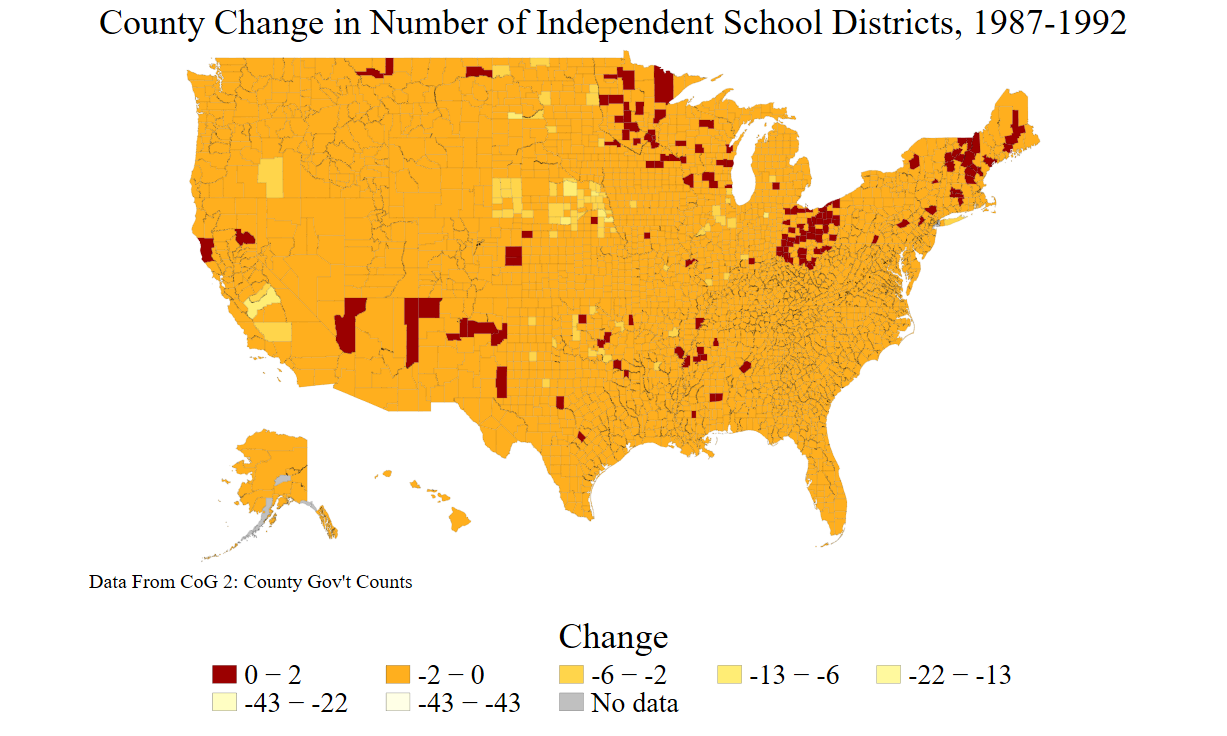 County Change in Number of Independent School Districts, 1987-1992
Data From CoG 2: County Gov't Counts
Change
0 − 2 -2 − 0 -6 − -2 -13 − -6 -22 − -13
-43 − -22 -43 − -43 No data